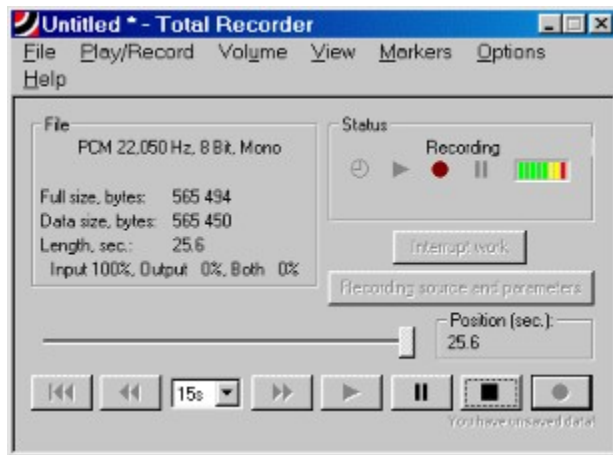 Untitled * - Total Recorder
File Play/Record Volume View Markers Options
Help
File
PCM 22,050 Hz, 8 Bit, Mono
Full size, bytes: 565 494
Data size, bytes: 565 450
Length, sec.: 25.6
Input 100%, Output 0%, Both 0%
Status
Recording
Interrupt work
Recording source and parameters
Position (sec.):
25.6
15s
You have unsaved data!